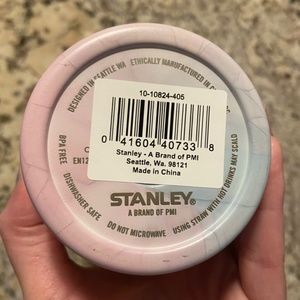 DESIGNED IN SEATTLE WA
ETHICALLY MANUFACTURED IN
10-10824-405
0 41604 40733 8
Stanley - A Brand of PMI
Seattle, Wa. 98121
Made in China
BPA FREE
EN12
DISHWASHER SAFE
DO NOT MICROWAVE
USING STRAW WITH HOT DRINKS MAY SCALD
STANLEY®
A BRAND OF PMI